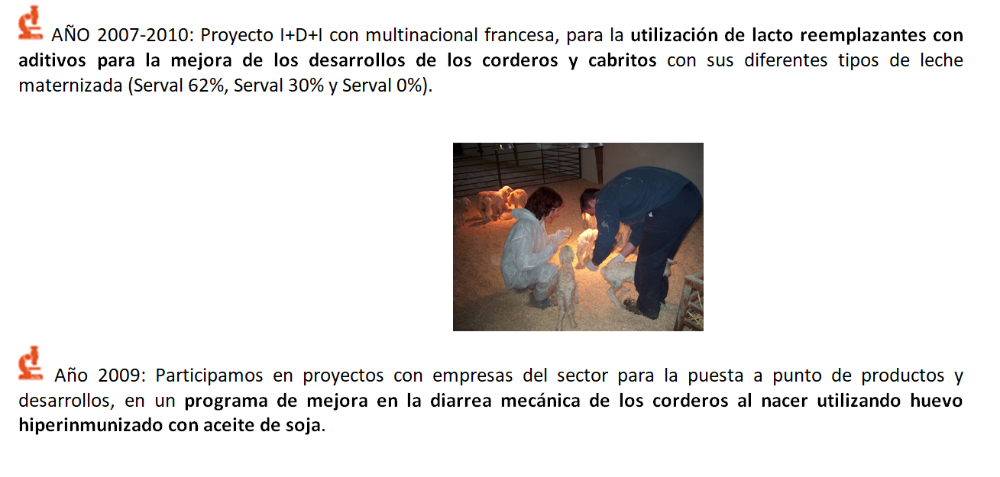 AÑO 2007-2010: Proyecto I+D+I con multinacional francesa, para la utilización de lacto reemplazantes con
aditivos para la mejora de los desarrollos de los corderos y cabritos con sus diferentes tipos de leche
maternizada (Serval 62%, Serval 30% y Serval 0%).
Año 2009: Participamos en proyectos con empresas del sector para la puesta a punto de productos y
desarrollos, en un programa de mejora en la diarrea mecánica de los corderos al nacer utilizando huevo
hiperinmunizado con aceite de soja.